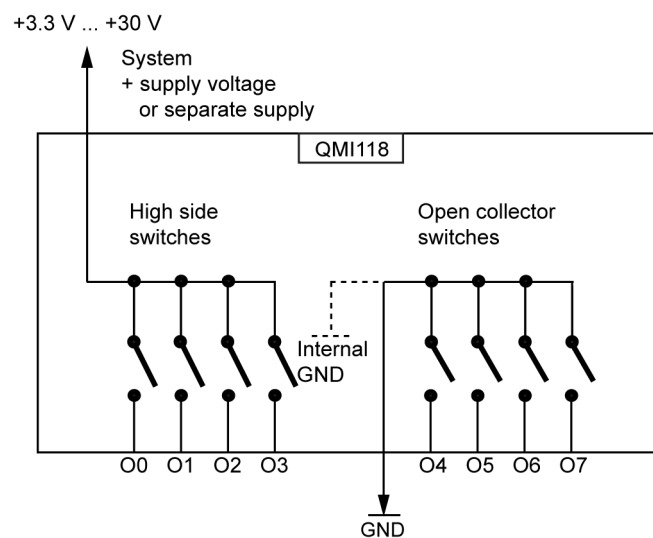 +3.3 V ... +30 V
System
+ supply voltage
or separate supply
QMI118
High side
switches
Open collector
switches
Internal
GND
O0 O1 O2 O3
O4 O5 O6 O7
GND